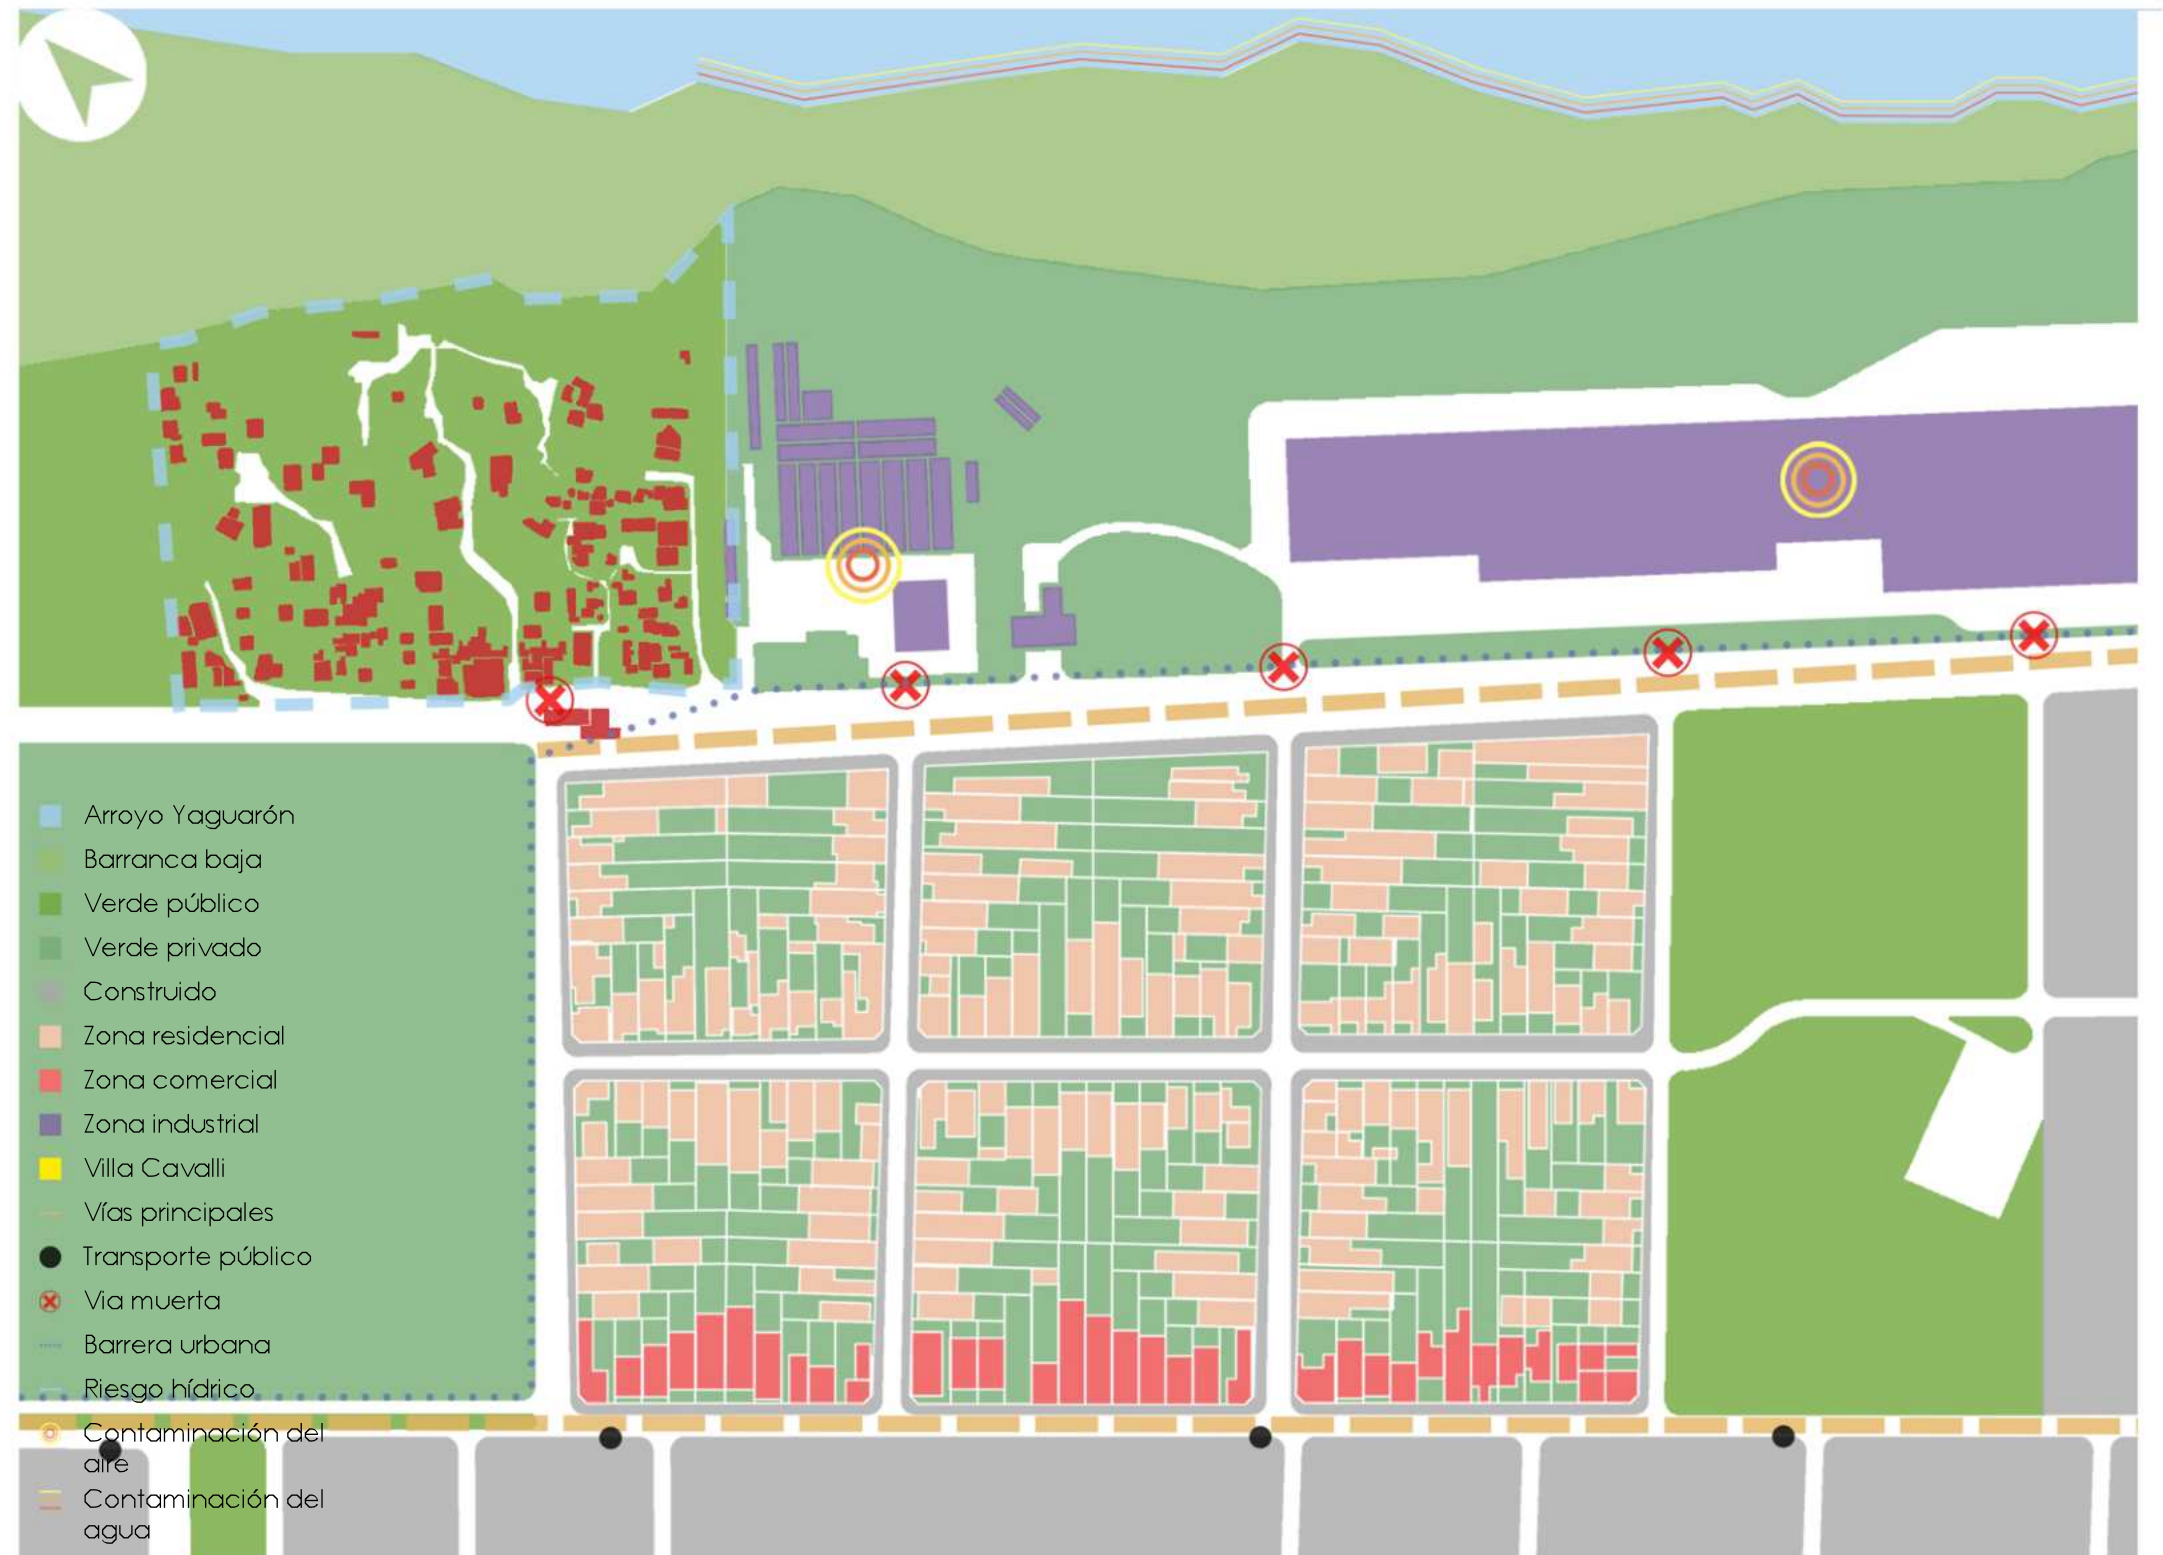 Arroyo Yaguarón
Barranca baja
Verde público
Verde privado
Construido
Zona residencial
Zona comercial
Zona industrial
Villa Cavalli
Vías principales
Transporte público
Via muerta
Barrera urbana
Riesgo hídrico
Contaminación del
aire
Contaminación del
agua